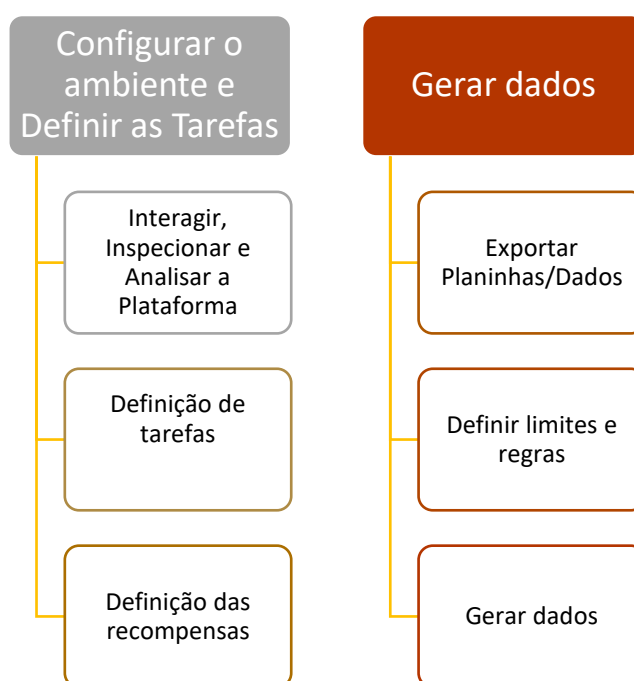 Configurar o
ambiente e
Definir as Tarefas
Interagir,
Inspecionar e
Analisar a
Plataforma
Definição de
tarefas
Definição das
recompensas
Gerar dados
Exportar
Planinhas/Dados
Definir limites e
regras
Gerar dados